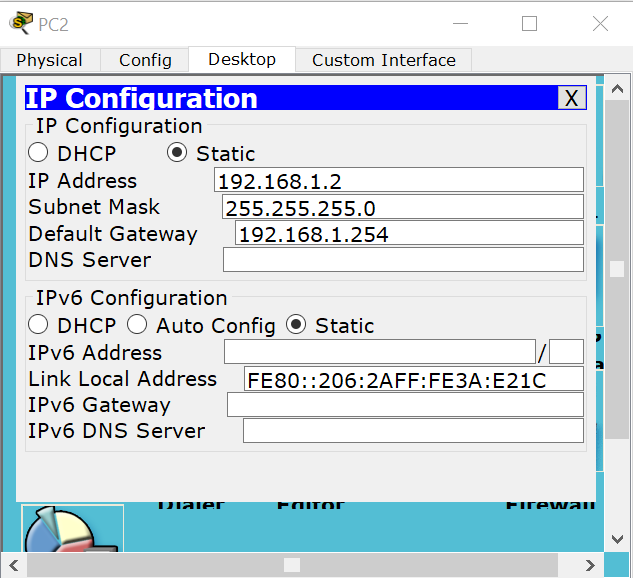 PC2
Physical Config Desktop Custom Interface
IP Configuration X
IP Configuration
DHCP Static
IP Address 192.168.1.2
Subnet Mask 255.255.255.0
Default Gateway 192.168.1.254
DNS Server
IPv6 Configuration
DHCP Auto Config Static
IPv6 Address /
Link Local Address FE80::206:2AFF:FE3A:E21C
IPv6 Gateway
IPv6 DNS Server
Dialer Editor Firewall